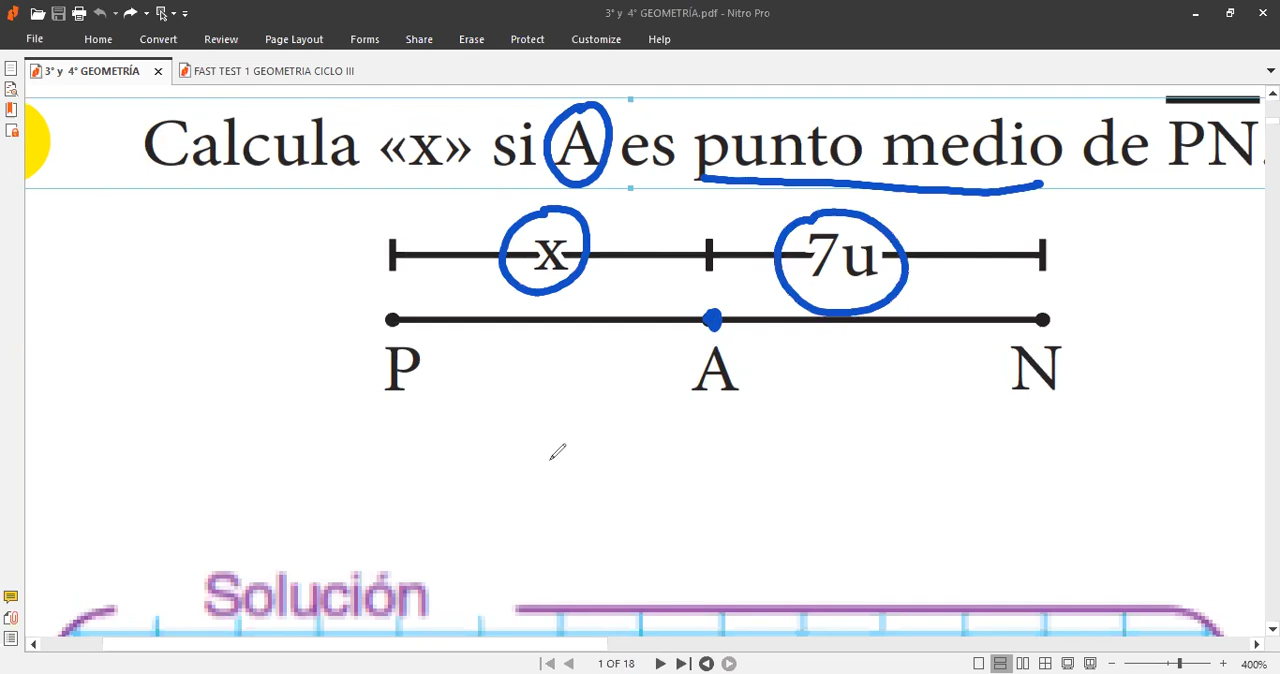 3° y 4° GEOMETRÍA.pdf - Nitro Pro
File Home Convert Review Page Layout Forms Share Erase Protect Customize Help
3° y 4° GEOMETRÍA FAST TEST 1 GEOMETRIA CICLO III
Calcula «x» si A es punto medio de PN.
x 7u
P A N
Solución
1 OF 18 400%